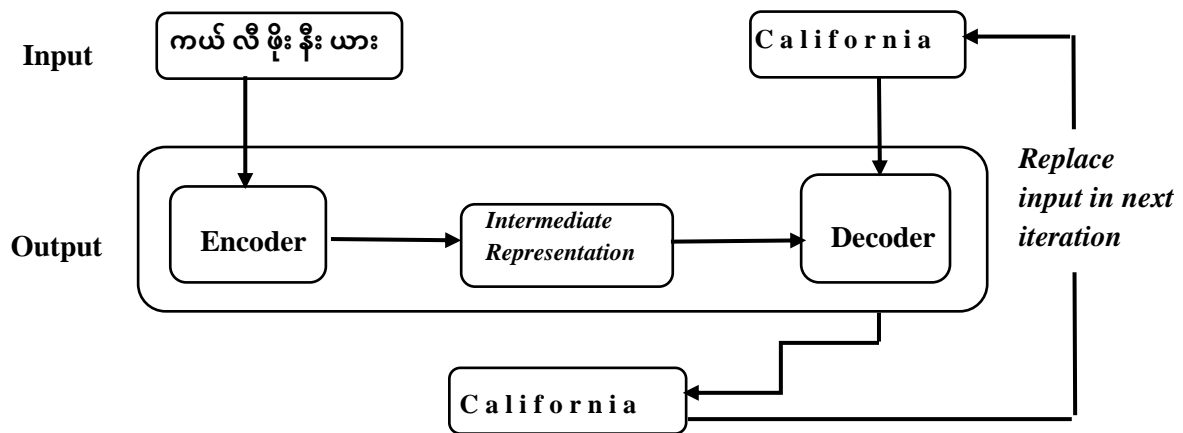 Input
ကယ် လီ ဖိုး နီး ယား
C a l i f o r n i a
Replace
input in next
iteration
Output
Encoder
Intermediate
Representation
Decoder
C a l i f o r n i a